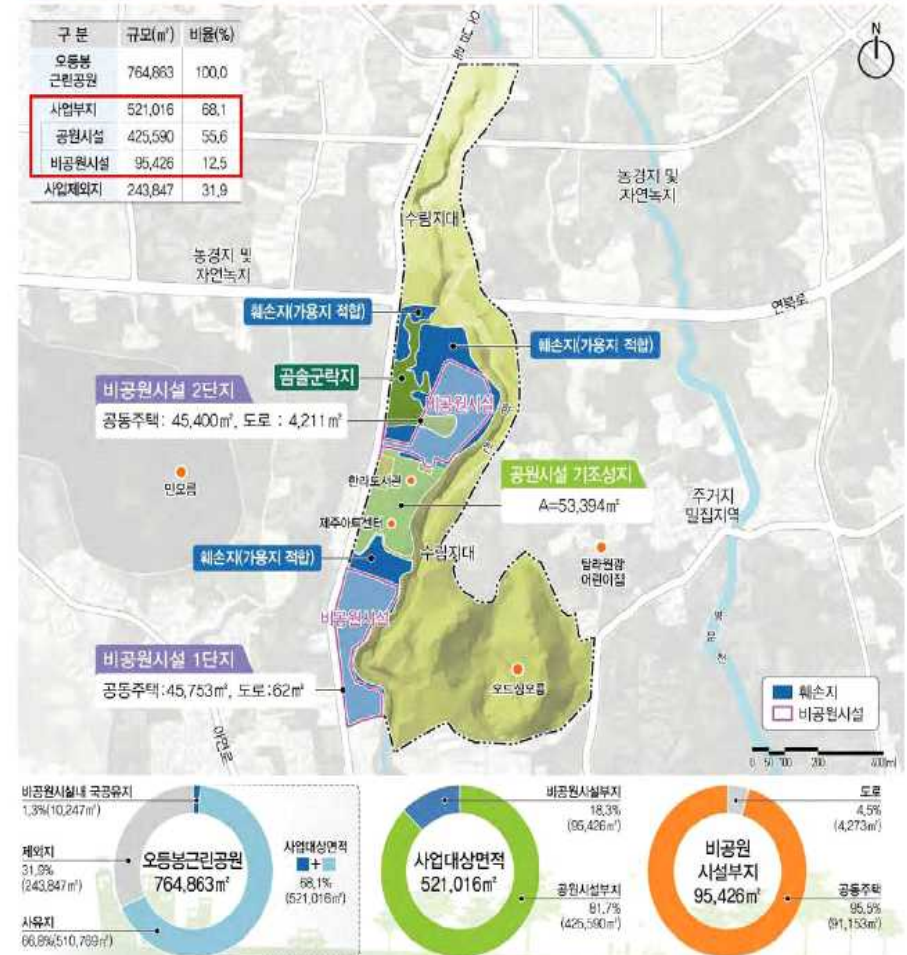 구 분 규모(㎡) 비율(%)
오등봉
근린공원 764,863 100.0
사업부지 521,016 68.1
공원시설 425,590 55.6
비공원시설 95,426 12.5
사업제외지 243,847 31.9
N
농경지 및
자연녹지
수림지대
농경지 및
자연녹지
연북로
훼손지(가용지 적합)
훼손지(가용지 적합)
곰솔군락지
비공원시설 2단지
공동주택: 45,400㎡, 도로 : 4,211㎡
비공원시설
한
천
민오름
한라도서관
공원시설 기조성지
A=53,394㎡
제주아트센터
주거지
밀집지역
훼손지(가용지 적합)
수림지대
탐라원광
어린이집
비공원시설
비공원시설 1단지
공동주택:45,753㎡, 도로:62㎡
오드싱오름
훼손지
비공원시설
아연로
0 50 100 200 400(m)
비공원시설내 국공유지
1.3%(10,247㎡)
제외지
31.9%
(243,847㎡)
사유지
66.8%(510,769㎡)
오등봉근린공원
764,863㎡
사업대상면적
+
68.1%
(521,016㎡)
사업대상면적
521,016㎡
비공원시설부지
18.3%
(95,426㎡)
공원시설부지
81.7%
(425,590㎡)
비공원
시설부지
95,426㎡
도로
4.5%
(4,273㎡)
공동주택
95.5%
(91,153㎡)